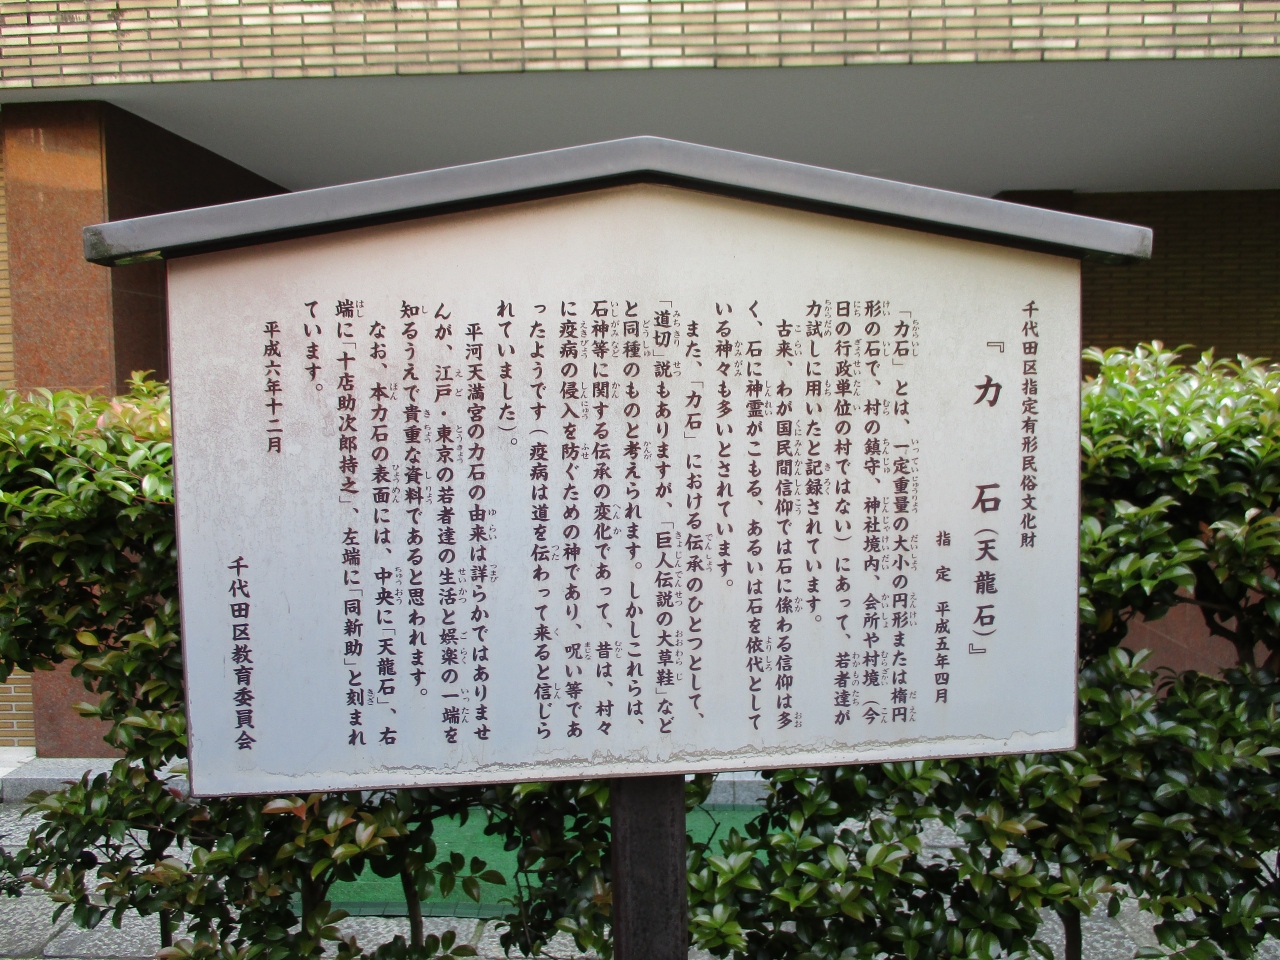 千代田区指定有形民俗文化財
『力 石(天龍石)』
指定 平成五年四月
「力石」とは、一定重量の大小の円形または楕円
形の石で、村の鎮守、神社境内、会所や村境(今
日の行政単位の村ではない)にあって、若者達が
力試しに用いたと記録されています。
古来、わが国民間信仰では石に係わる信仰は多
く、石に神霊がこもる、あるいは石を依代として
いる神々も多いとされています。
また、「力石」における伝承のひとつとして、
「道切」説もありますが、「巨人伝説の大草鞋」など
と同種のものと考えられます。しかしこれらは、
石神等に関する伝承の変化であって、昔は、村々
に疫病の侵入を防ぐための神であり、呪い等であ
ったようです(疫病は道を伝わって来ると信じら
れていました)。
平河天満宮の力石の由来は詳らかではありませ
んが、江戸・東京の若者達の生活と娯楽の一端を
知るうえで貴重な資料であると思われます。
なお、本力石の表面には、中央に「天龍石」、右
端に「十店助次郎持之」、左端に「同新助」と刻まれ
ています。
平成六年十二月
千代田区教育委員会